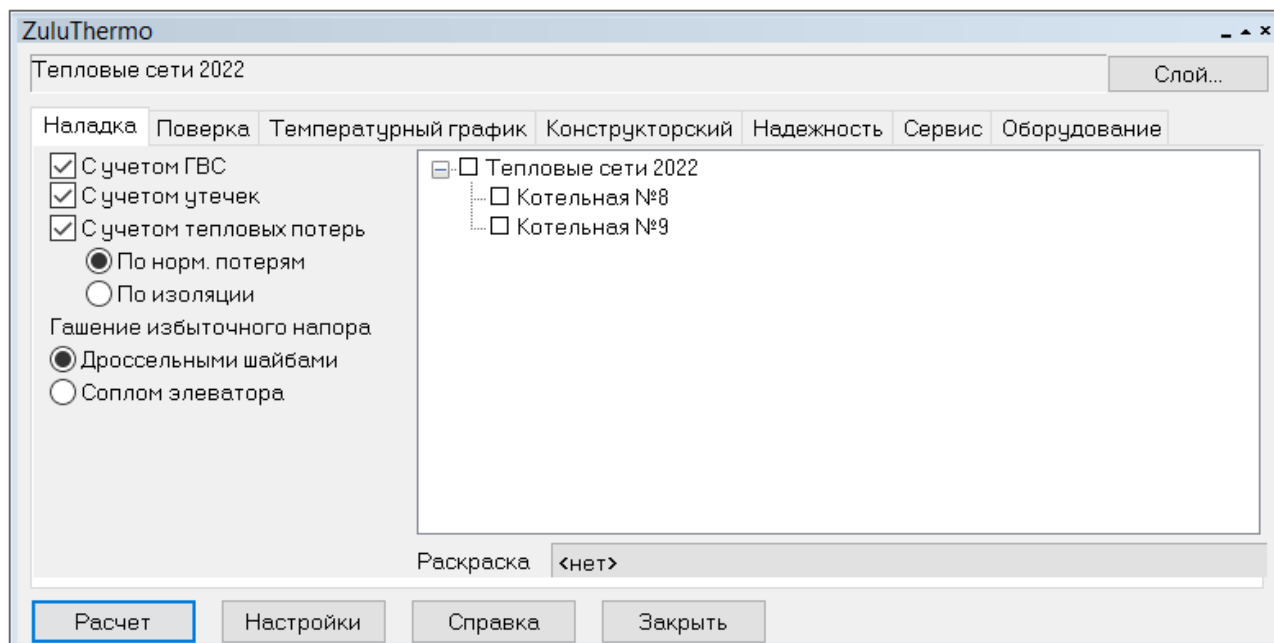 ZuluThermo
Тепловые сети 2022
Слой...
Наладка Поверка Температурный график Конструкторский Надежность Сервис Оборудование
С учетом ГВС
С учетом утечек
С учетом тепловых потерь
По норм. потерям
По изоляции
Гашение избыточного напора
Дроссельными шайбами
Соплом элеватора
Тепловые сети 2022
Котельная №8
Котельная №9
Раскраска <нет>
Расчет Настройки Справка Закрыть